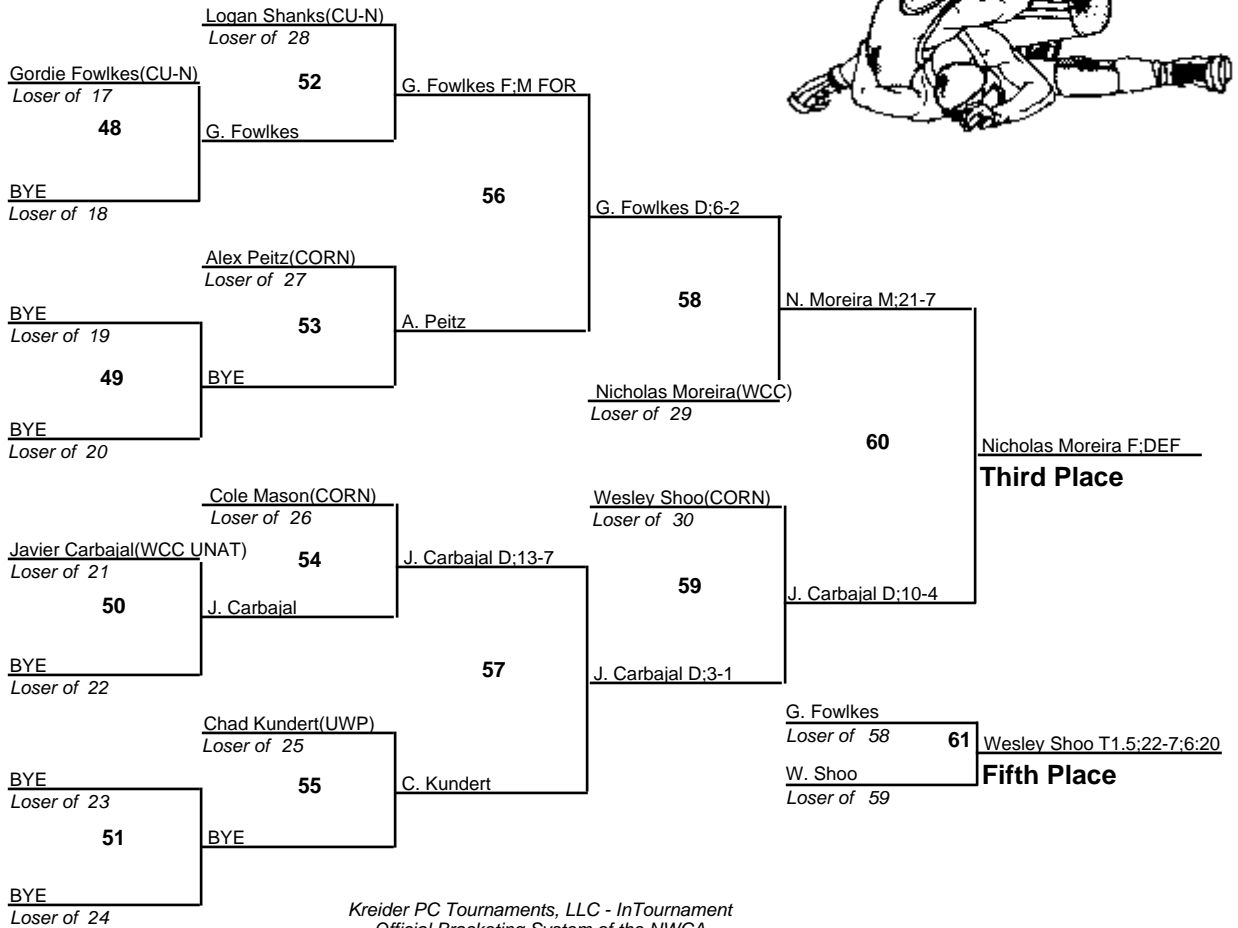 Logan Shanks(CU-N)
Loser of 28
Gordie Fowlkes(CU-N)
Loser of 17
52
G. Fowlkes F;M FOR
48
G. Fowlkes
BYE
Loser of 18
56
G. Fowlkes D;6-2
Alex Peitz(CORN)
Loser of 27
BYE
Loser of 19
53
A. Peitz
58
N. Moreira M;21-7
49
BYE
Nicholas Moreira(WCC)
Loser of 29
BYE
Loser of 20
60
Nicholas Moreira F;DEF
Third Place
Cole Mason(CORN)
Loser of 26
Wesley Shoo(CORN)
Loser of 30
Javier Carbajal(WCC UNAT)
Loser of 21
54
J. Carbajal D;13-7
59
J. Carbajal D;10-4
50
J. Carbajal
BYE
Loser of 22
57
J. Carbajal D;3-1
Chad Kundert(UWP)
Loser of 25
G. Fowlkes
Loser of 58
61
Wesley Shoo T1.5;22-7;6:20
Fifth Place
W. Shoo
Loser of 59
BYE
Loser of 23
55
C. Kundert
51
BYE
BYE
Loser of 24
Kreider PC Tournaments, LLC - InTournament
Official Bracketing System of the NWCA